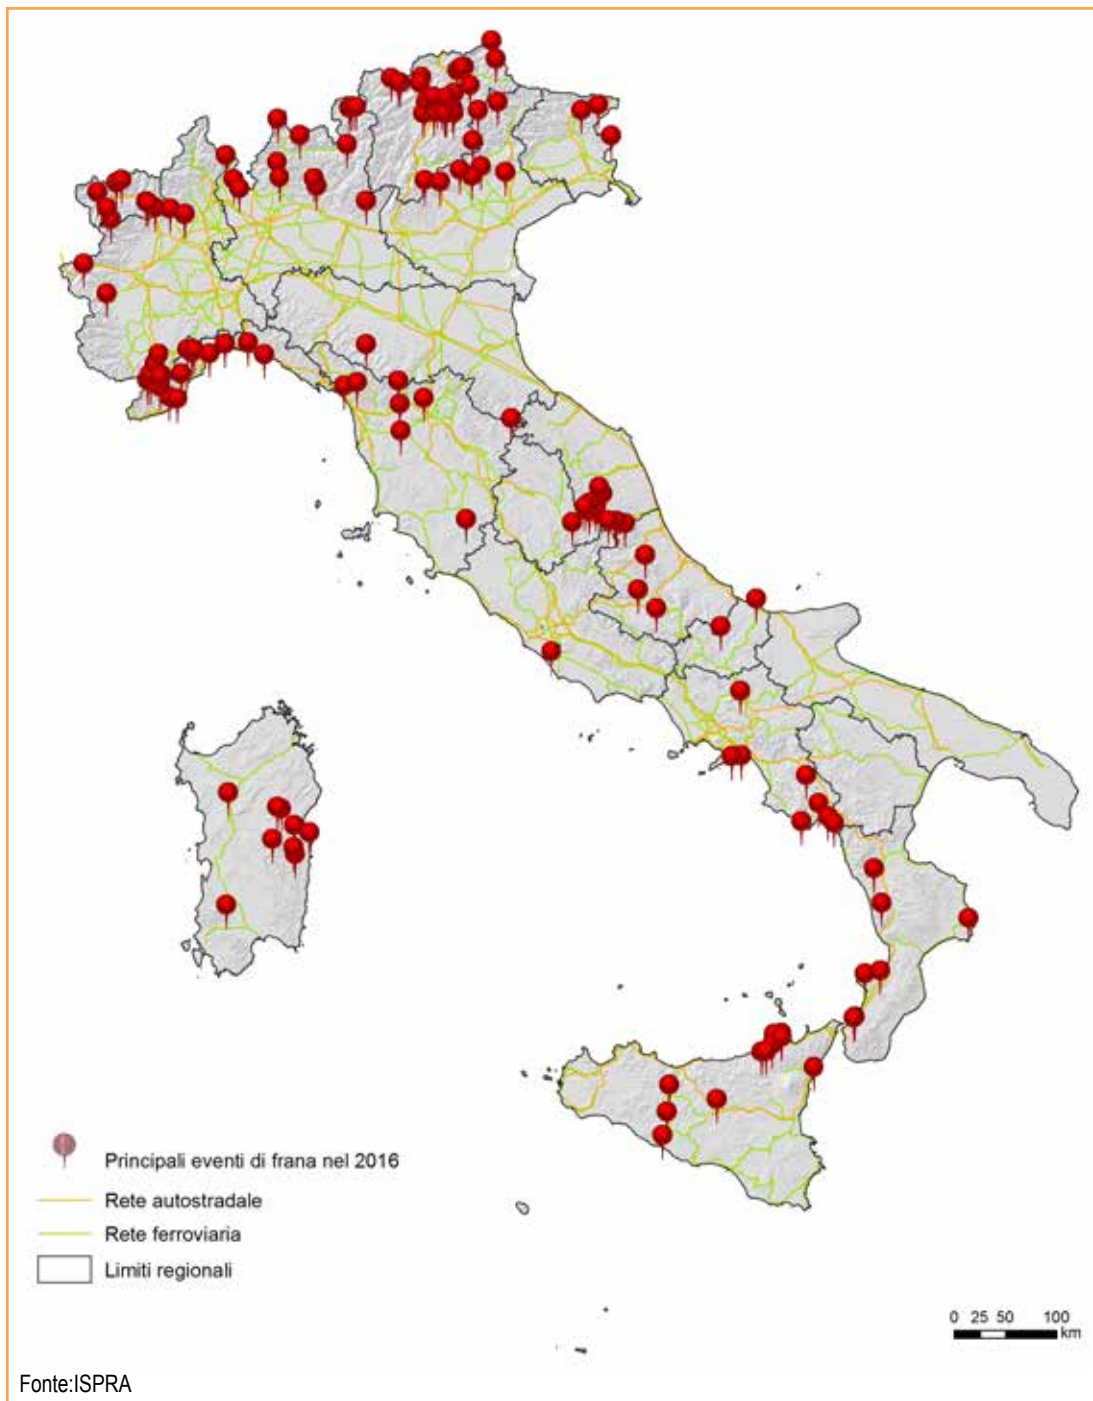 Principali eventi di frana nel 2016
Rete autostradale
Rete ferroviaria
Limiti regionali
0 25 50 100
km
Fonte:ISPRA